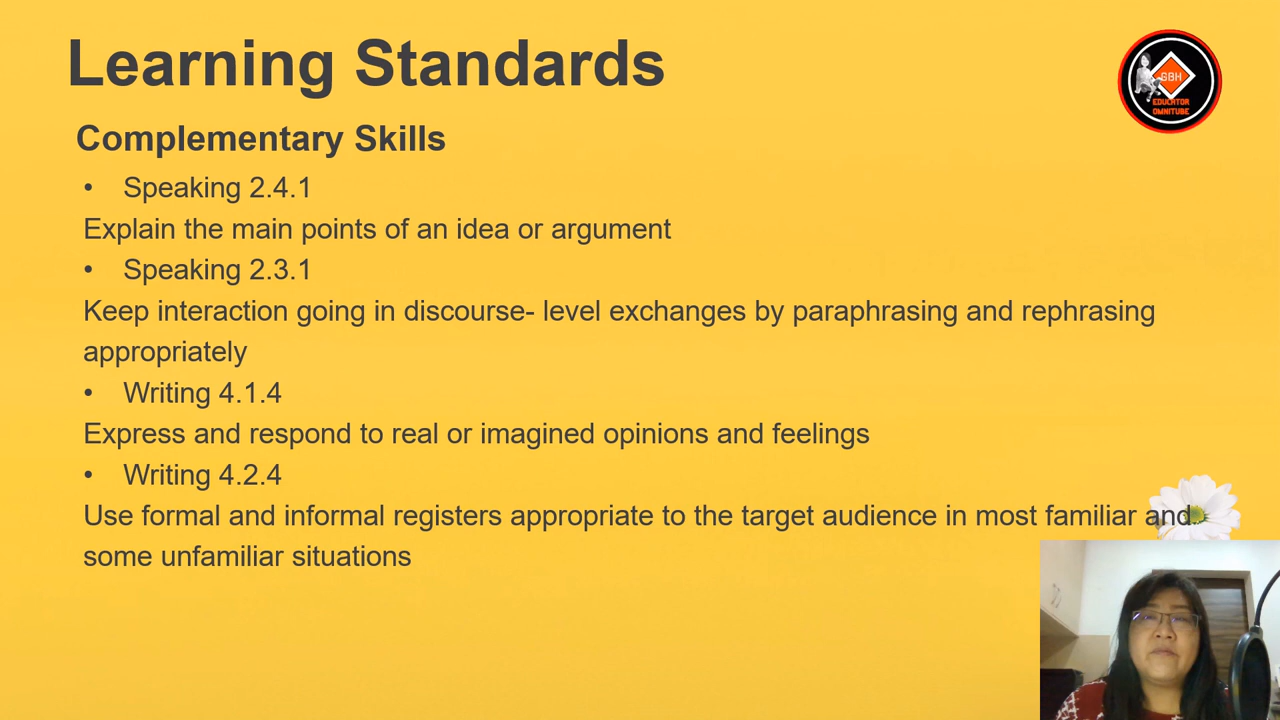 Learning Standards
GBH
EDUCATOR
OMNITUBE
Complementary Skills
• Speaking 2.4.1
Explain the main points of an idea or argument
• Speaking 2.3.1
Keep interaction going in discourse- level exchanges by paraphrasing and rephrasing
appropriately
• Writing 4.1.4
Express and respond to real or imagined opinions and feelings
• Writing 4.2.4
Use formal and informal registers appropriate to the target audience in most familiar and
some unfamiliar situations